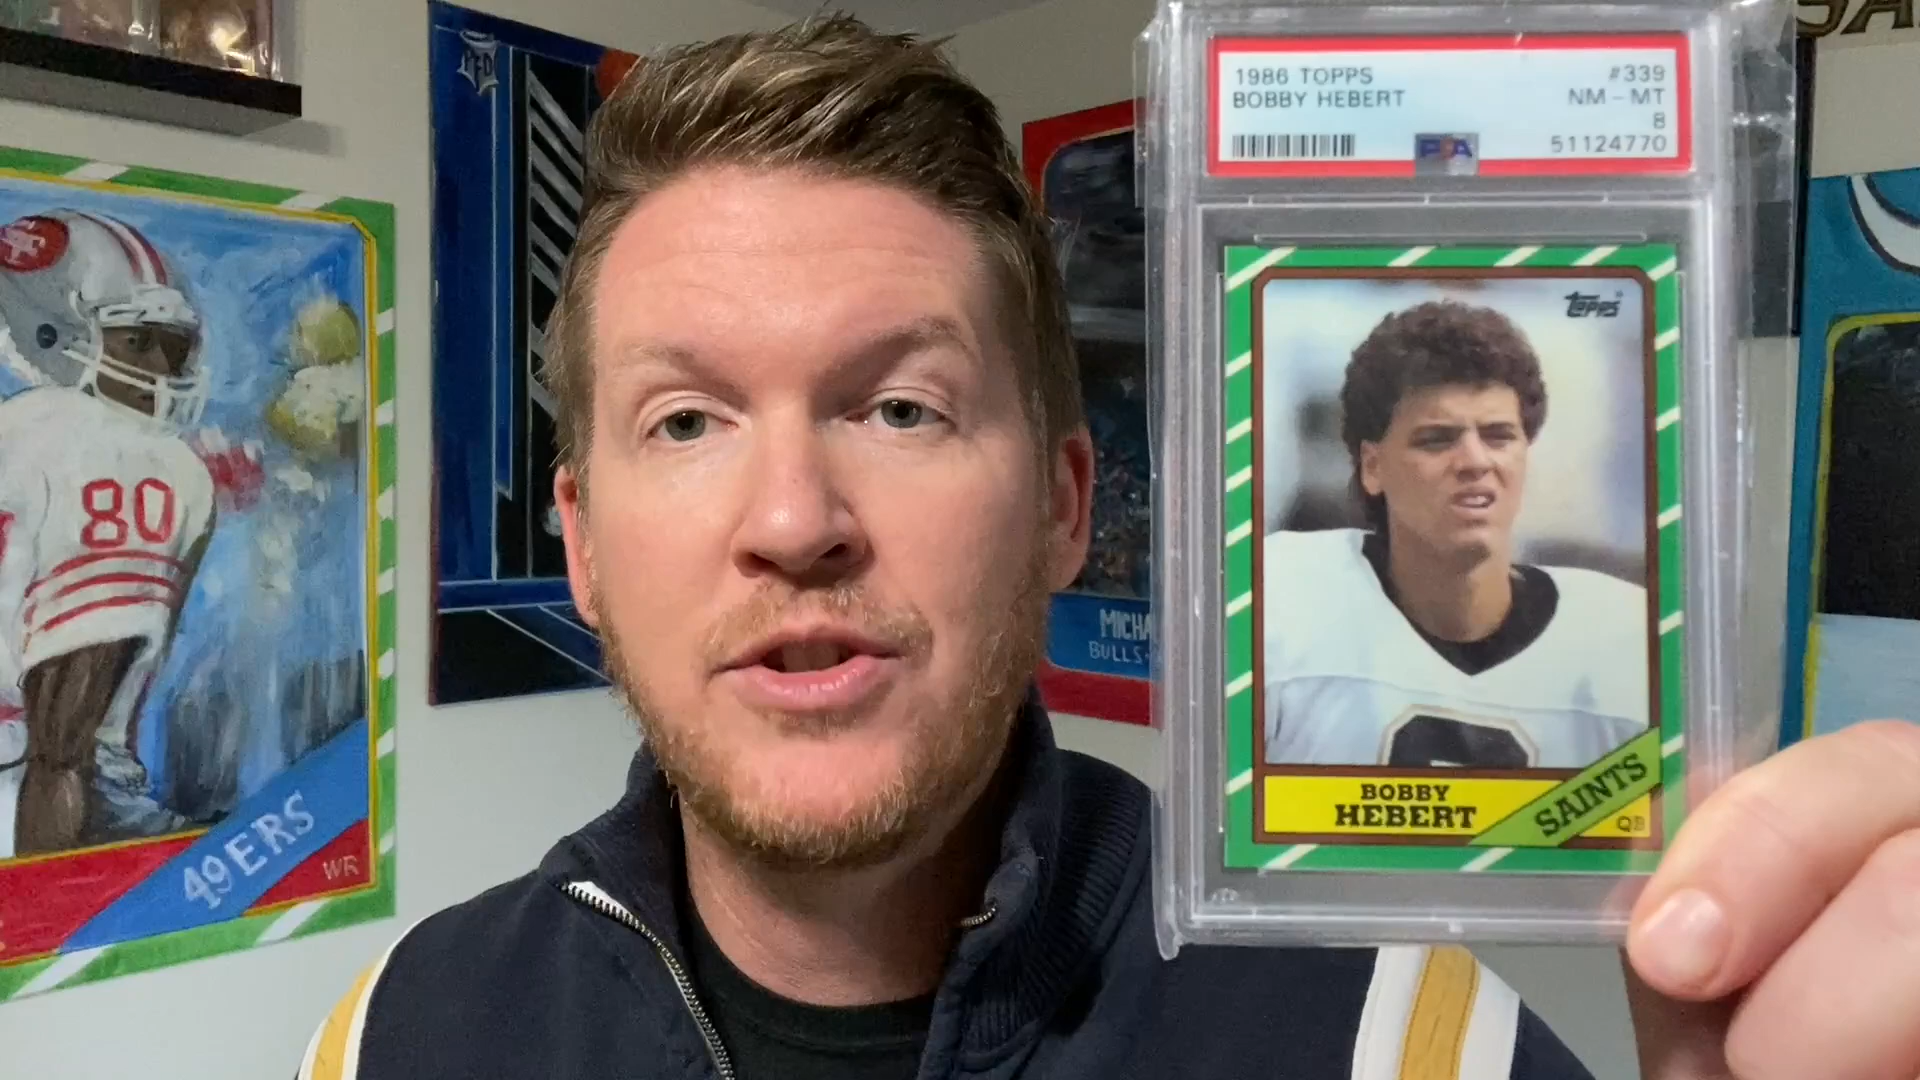 1986 TOPPS #339
BOBBY HEBERT NM - MT
8
PSA 51124770
Topps
BOBBY
HEBERT
SAINTS
QB
80
49ERS
WR
MICHA
BULLS